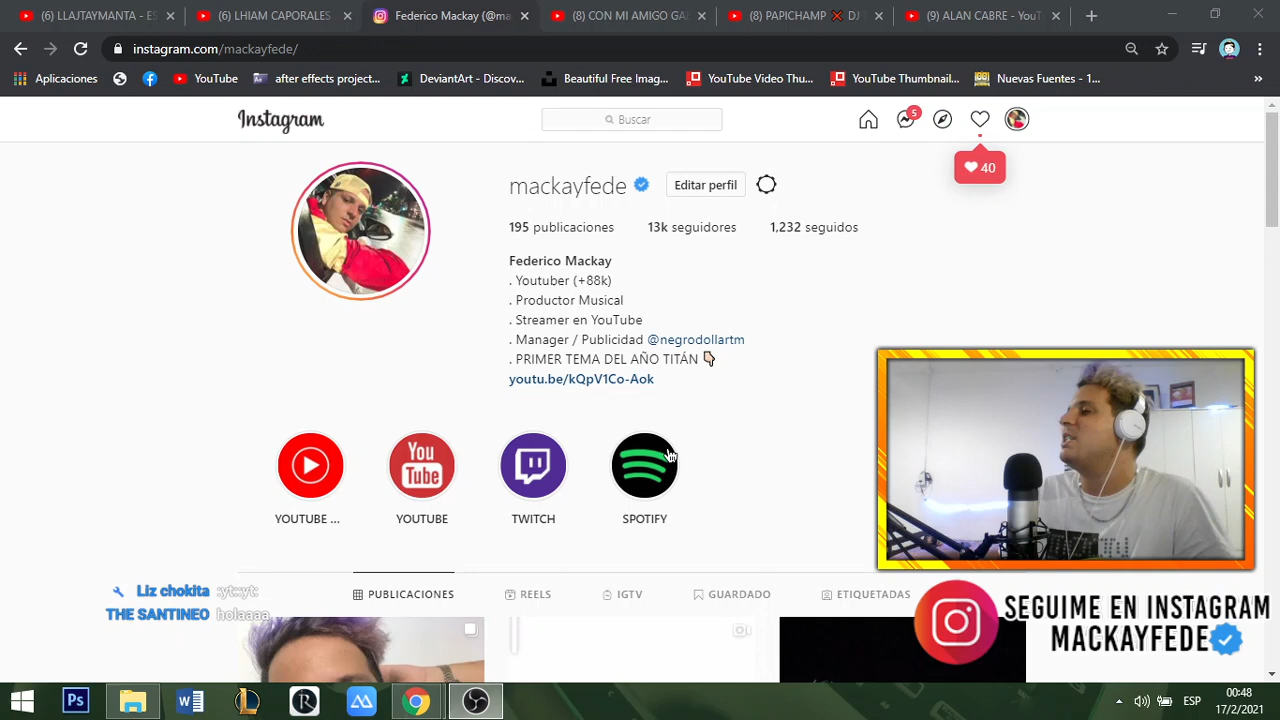 (6) LLAJTAYMANTA - ES
(6) LHIAM CAPORALES
Federico Mackay (@ma
(8) CON MI AMIGO GA
(8) PAPICHAMP ❌ DJ
(9) ALAN CABRE - YouT
instagram.com/mackayfede/
Aplicaciones
YouTube
after effects project...
DeviantArt - Discov...
Beautiful Free Imag...
YouTube Video Thu...
YouTube Thumbnail...
Nuevas Fuentes - 1...
»
Instagram
Buscar
5
40
mackayfede
Editar perfil
195 publicaciones 13k seguidores 1,232 seguidos
Federico Mackay
. Youtuber (+88k)
. Productor Musical
. Streamer en YouTube
. Manager / Publicidad @negrodollartm
. PRIMER TEMA DEL AÑO TITÁN 👇🏻
youtu.be/kQpV1Co-Aok
You
Tube
YOUTUBE ...
YOUTUBE
TWITCH
SPOTIFY
PUBLICACIONES
REELS
IGTV
GUARDADO
ETIQUETADAS
Liz chokita :yt::yt:
THE SANTINEO holaaaa
SEGUIME EN INSTAGRAM
MACKAYFEDE
Ps
W
R
ESP
00:48
17/2/2021